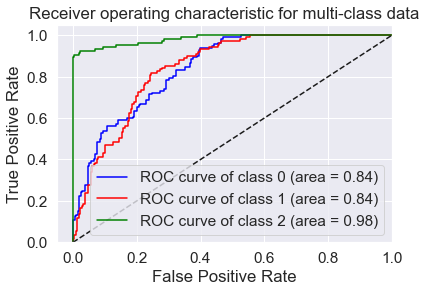 Receiver operating characteristic for multi-class data
True Positive Rate
1.0
0.8
0.6
0.4
0.2
0.0
ROC curve of class 0 (area = 0.84)
ROC curve of class 1 (area = 0.84)
ROC curve of class 2 (area = 0.98)
0.0 0.2 0.4 0.6 0.8 1.0
False Positive Rate